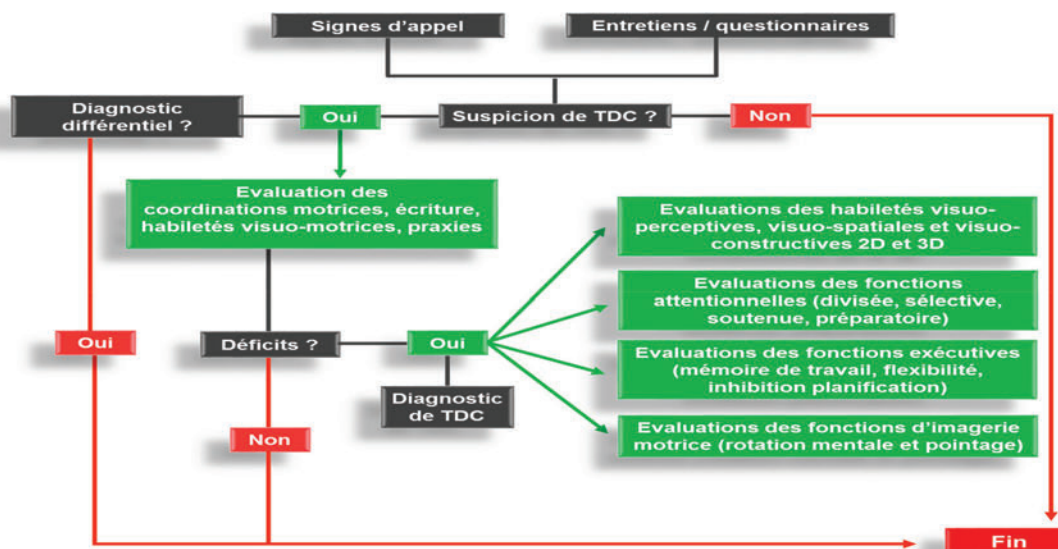 Signes d'appel
Entretiens / questionnaires
Diagnostic
différentiel ?
Oui
Suspicion de TDC ?
Non
Evaluation des
coordinations motrices, écriture,
habiletés visuo-motrices, praxies
Evaluations des habiletés visuo-
perceptives, visuo-spatiales et visuo-
constructives 2D et 3D
Evaluations des fonctions
attentionnelles (divisée, sélective,
soutenue, préparatoire)
Oui
Déficits ?
Oui
Evaluations des fonctions exécutives
(mémoire de travail, flexibilité,
inhibition planification)
Diagnostic
de TDC
Non
Evaluations des fonctions d'imagerie
motrice (rotation mentale et pointage)
Fin